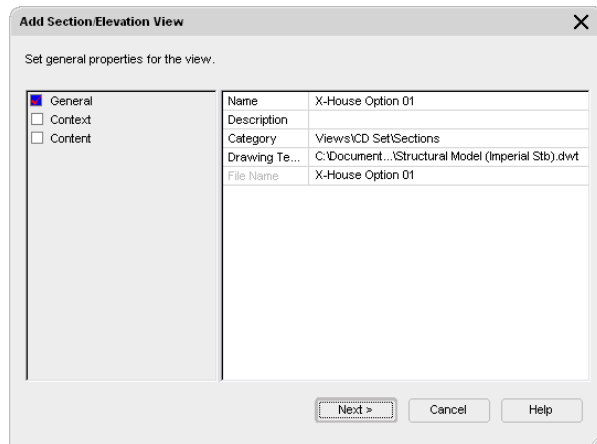 Add Section/Elevation View
Set general properties for the view.
General
Context
Content
Name X-House Option 01
Description
Category Views\CD Set\Sections
Drawing Te... C:\Document...\Structural Model (Imperial Stb).dwt
File Name X-House Option 01
Next >
Cancel
Help